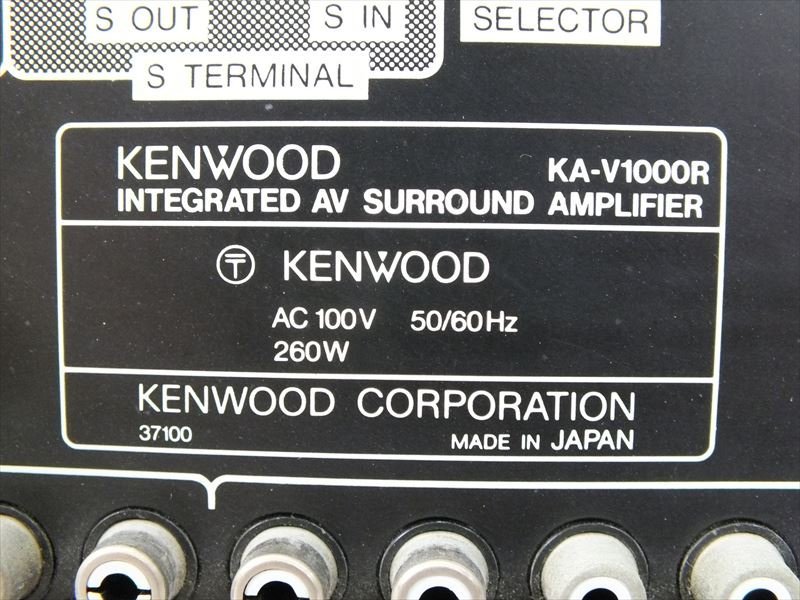 S OUT S IN SELECTOR
S TERMINAL
KENWOOD KA-V1000R
INTEGRATED AV SURROUND AMPLIFIER
〒 KENWOOD
AC 100V 50/60Hz
260W
KENWOOD CORPORATION
37100 MADE IN JAPAN